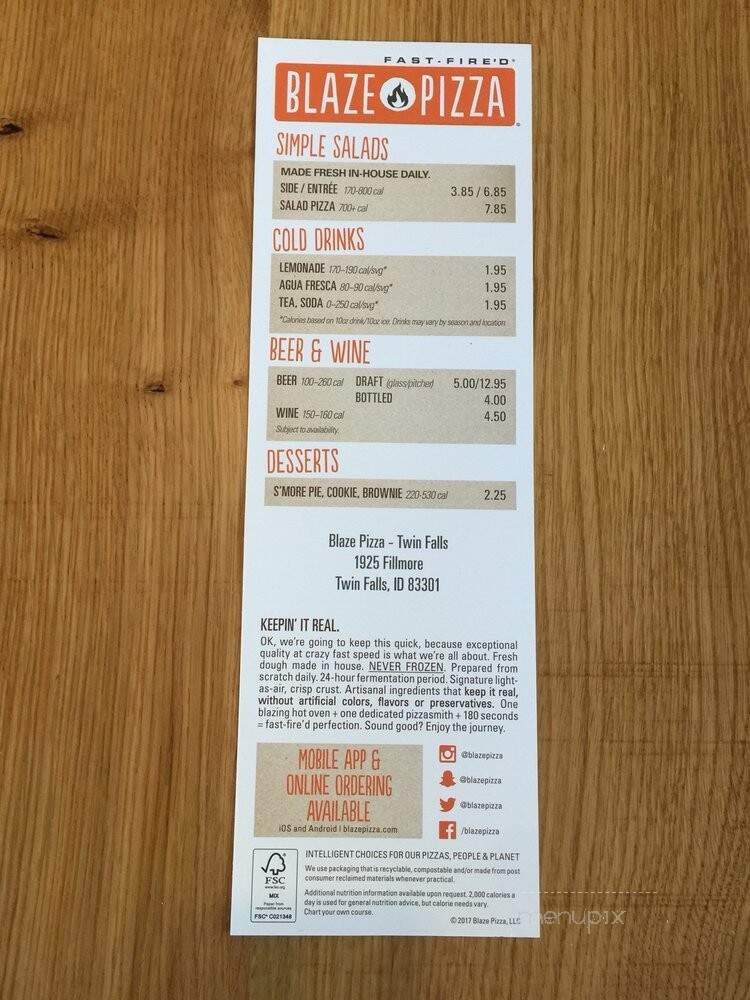 FAST-FIRE'D®
BLAZE PIZZA®
SIMPLE SALADS
MADE FRESH IN-HOUSE DAILY.
SIDE / ENTRÉE 170-800 cal 3.85 / 6.85
SALAD PIZZA 700+ cal 7.85
COLD DRINKS
LEMONADE 170-190 cal/svg* 1.95
AGUA FRESCA 80-90 cal/svg* 1.95
TEA, SODA 0-250 cal/svg* 1.95
*Calories based on 10oz drink/10oz ice. Drinks may vary by season and location.
BEER & WINE
BEER 100-260 cal DRAFT (glass/pitcher) 5.00/12.95
BOTTLED 4.00
WINE 150-160 cal 4.50
Subject to availability.
DESSERTS
S'MORE PIE, COOKIE, BROWNIE 220-530 cal 2.25
Blaze Pizza - Twin Falls
1925 Fillmore
Twin Falls, ID 83301
KEEPIN' IT REAL.
OK, we're going to keep this quick, because exceptional
quality at crazy fast speed is what we're all about. Fresh
dough made in house. NEVER FROZEN. Prepared from
scratch daily. 24-hour fermentation period. Signature light-
as-air, crisp crust. Artisanal ingredients that keep it real,
without artificial colors, flavors or preservatives. One
blazing hot oven + one dedicated pizzasmith + 180 seconds
= fast-fire'd perfection. Sound good? Enjoy the journey.
MOBILE APP &
ONLINE ORDERING
AVAILABLE
iOS and Android | blazepizza.com
@blazepizza
@blazepizza
@blazepizza
/blazepizza
FSC
www.fsc.org
MIX
Paper from
responsible sources
FSC® C021348
INTELLIGENT CHOICES FOR OUR PIZZAS, PEOPLE & PLANET
We use packaging that is recyclable, compostable and/or made from post
consumer reclaimed materials whenever practical.
Additional nutrition information available upon request. 2,000 calories a
day is used for general nutrition advice, but calorie needs vary.
Chart your own course.
©2017 Blaze Pizza, LLC
menupix